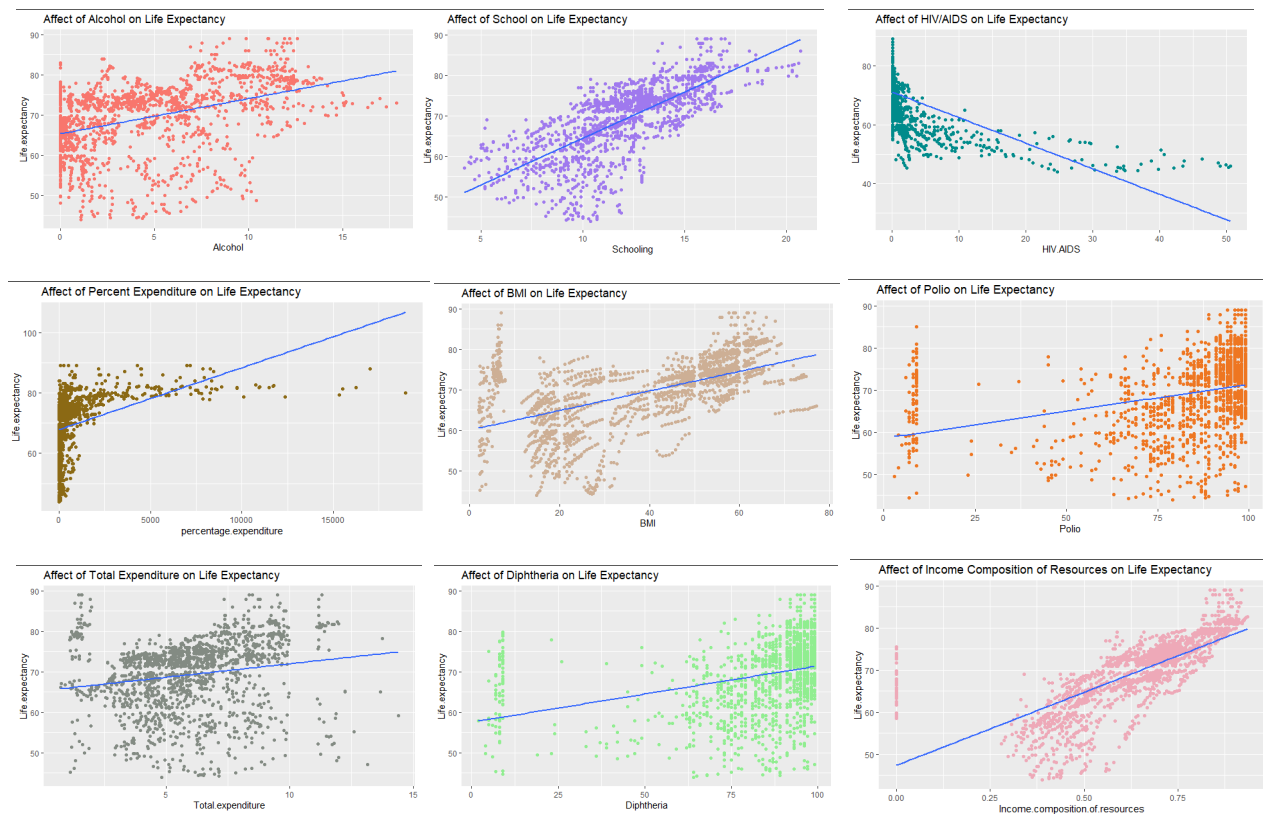 Affect of Alcohol on Life Expectancy
90
80
70
60
50
Life.expectancy
0 5 10 15
Alcohol
Affect of School on Life Expectancy
90
80
70
60
50
Life.expectancy
5 10 15 20
Schooling
Affect of HIV/AIDS on Life Expectancy
80
60
40
Life.expectancy
0 10 20 30 40 50
HIV.AIDS
Affect of Percent Expenditure on Life Expectancy
100
80
60
Life.expectancy
0 5000 10000 15000
percentage.expenditure
Affect of BMI on Life Expectancy
90
80
70
60
50
Life.expectancy
0 20 40 60 80
BMI
Affect of Polio on Life Expectancy
90
80
70
60
50
Life.expectancy
0 25 50 75 100
Polio
Affect of Total Expenditure on Life Expectancy
90
80
70
60
50
Life.expectancy
5 10 15
Total.expenditure
Affect of Diphtheria on Life Expectancy
90
80
70
60
50
Life.expectancy
0 25 50 75 100
Diphtheria
Affect of Income Composition of Resources on Life Expectancy
90
80
70
60
50
Life.expectancy
0.00 0.25 0.50 0.75
Income.composition.of.resources